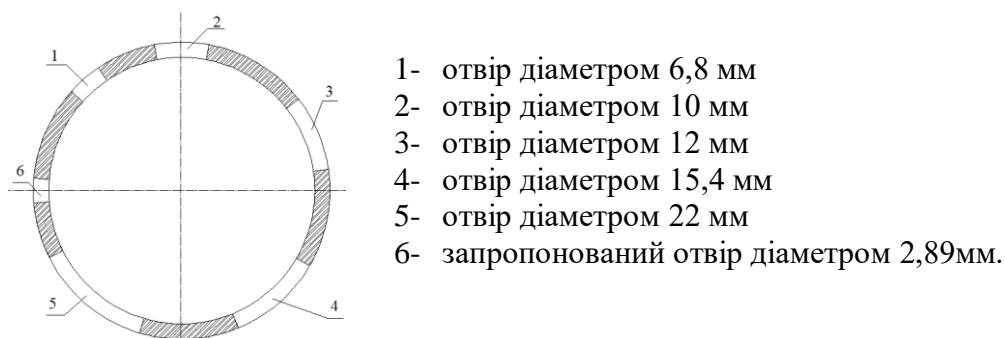 2
1
3
6
5
4
1- отвір діаметром 6,8 мм
2- отвір діаметром 10 мм
3- отвір діаметром 12 мм
4- отвір діаметром 15,4 мм
5- отвір діаметром 22 мм
6- запропонований отвір діаметром 2,89мм.